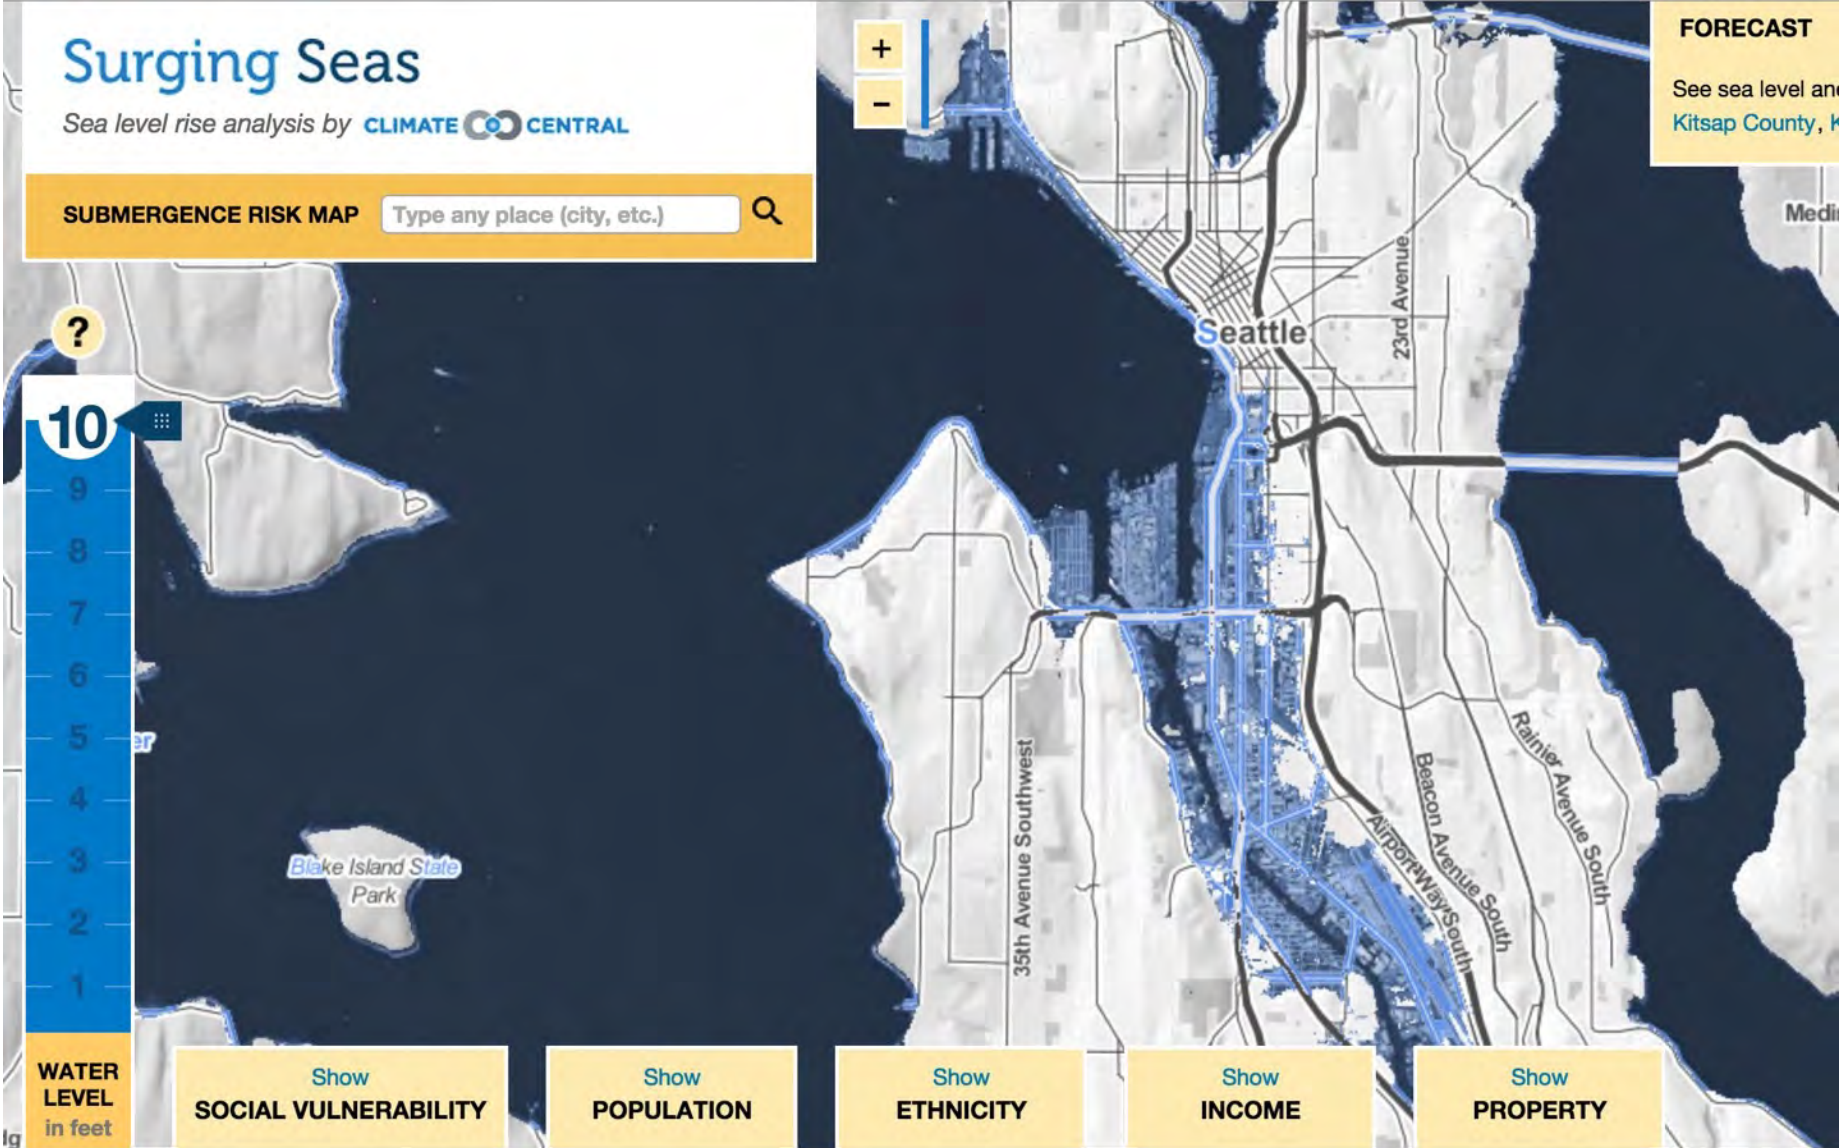 Surging Seas
Sea level rise analysis by CLIMATE CENTRAL
SUBMERGENCE RISK MAP
Type any place (city, etc.)
+
−
FORECAST
See sea level and
Kitsap County, K
Medi
?
10
9
8
7
6
5
4
3
2
1
er
WATER
LEVEL
in feet
Seattle
23rd Avenue
35th Avenue Southwest
Beacon Avenue South
Rainier Avenue South
Airport Way South
Blake Island State
Park
Show
SOCIAL VULNERABILITY
Show
POPULATION
Show
ETHNICITY
Show
INCOME
Show
PROPERTY